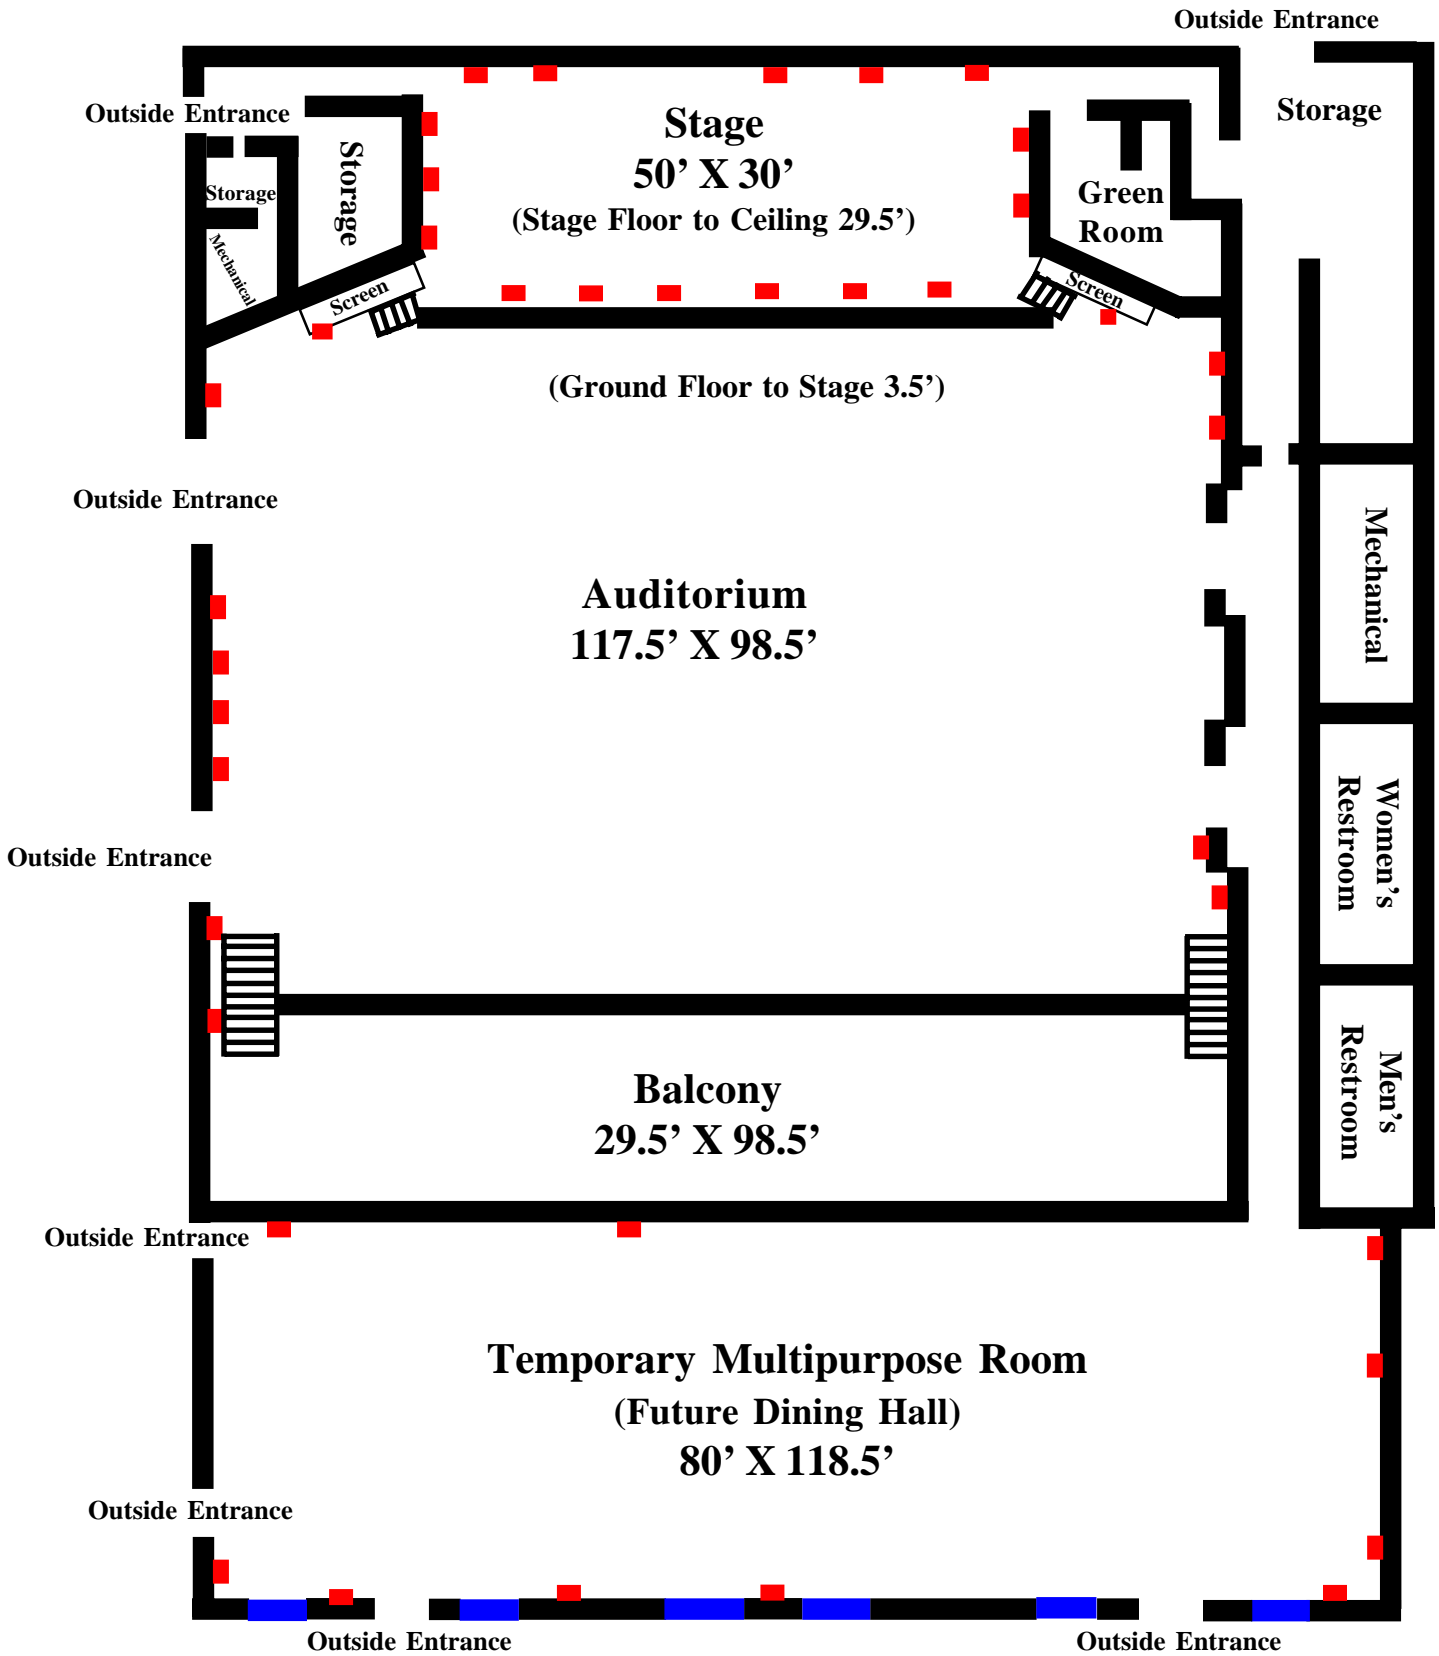 Outside Entrance
Outside Entrance
Storage
Stage
50’ X 30’
(Stage Floor to Ceiling 29.5’)
Storage
Storage
Mechanical
Screen
Green
Room
Screen
(Ground Floor to Stage 3.5’)
Outside Entrance
Auditorium
117.5’ X 98.5’
Mechanical
Outside Entrance
Women’s
Restroom
Balcony
29.5’ X 98.5’
Men’s
Restroom
Outside Entrance
Temporary Multipurpose Room
(Future Dining Hall)
80’ X 118.5’
Outside Entrance
Outside Entrance
Outside Entrance